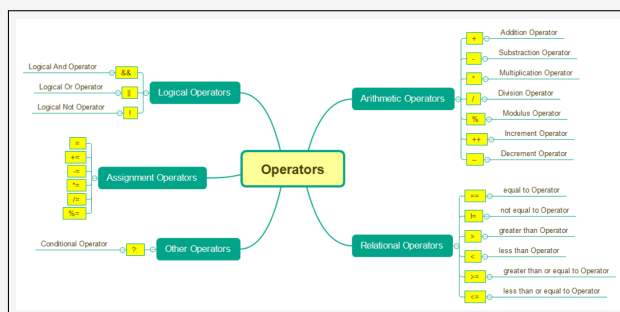 Operators
Logical Operators
&&
Logical And Operator
||
Logical Or Operator
!
Logical Not Operator
Assignment Operators
=
+=
-=
*=
/=
%=
Other Operators
?:
Conditional Operator
Arithmetic Operators
+
Addition Operator
-
Substraction Operator
*
Multiplication Operator
/
Division Operator
%
Modulus Operator
++
Increment Operator
--
Decrement Operator
Relational Operators
==
equal to Operator
!=
not equal to Operator
>
greater than Operator
<
less than Operator
>=
greater than or equal to Operator
<=
less than or equal to Operator